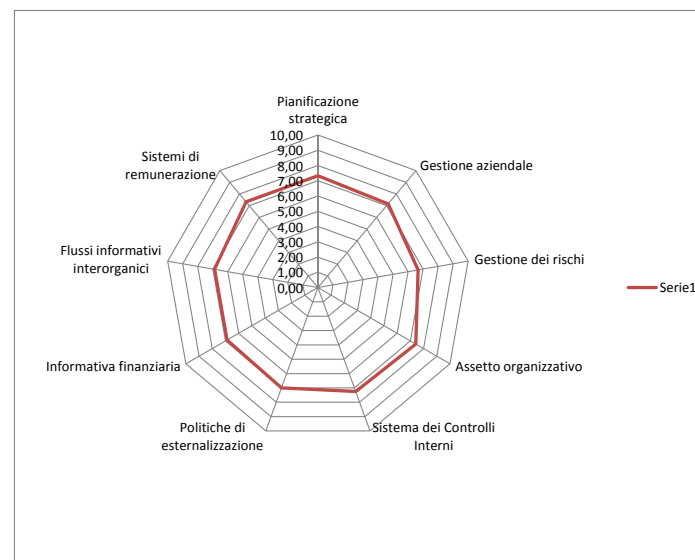 Pianificazione
strategica
10,00
9,00
8,00
7,00
6,00
5,00
4,00
3,00
2,00
1,00
0,00
Gestione aziendale
Gestione dei rischi
Assetto organizzativo
Sistema dei Controlli
Interni
Politiche di
esternalizzazione
Informativa finanziaria
Flussi informativi
interorganici
Sistemi di
remunerazione
Serie1